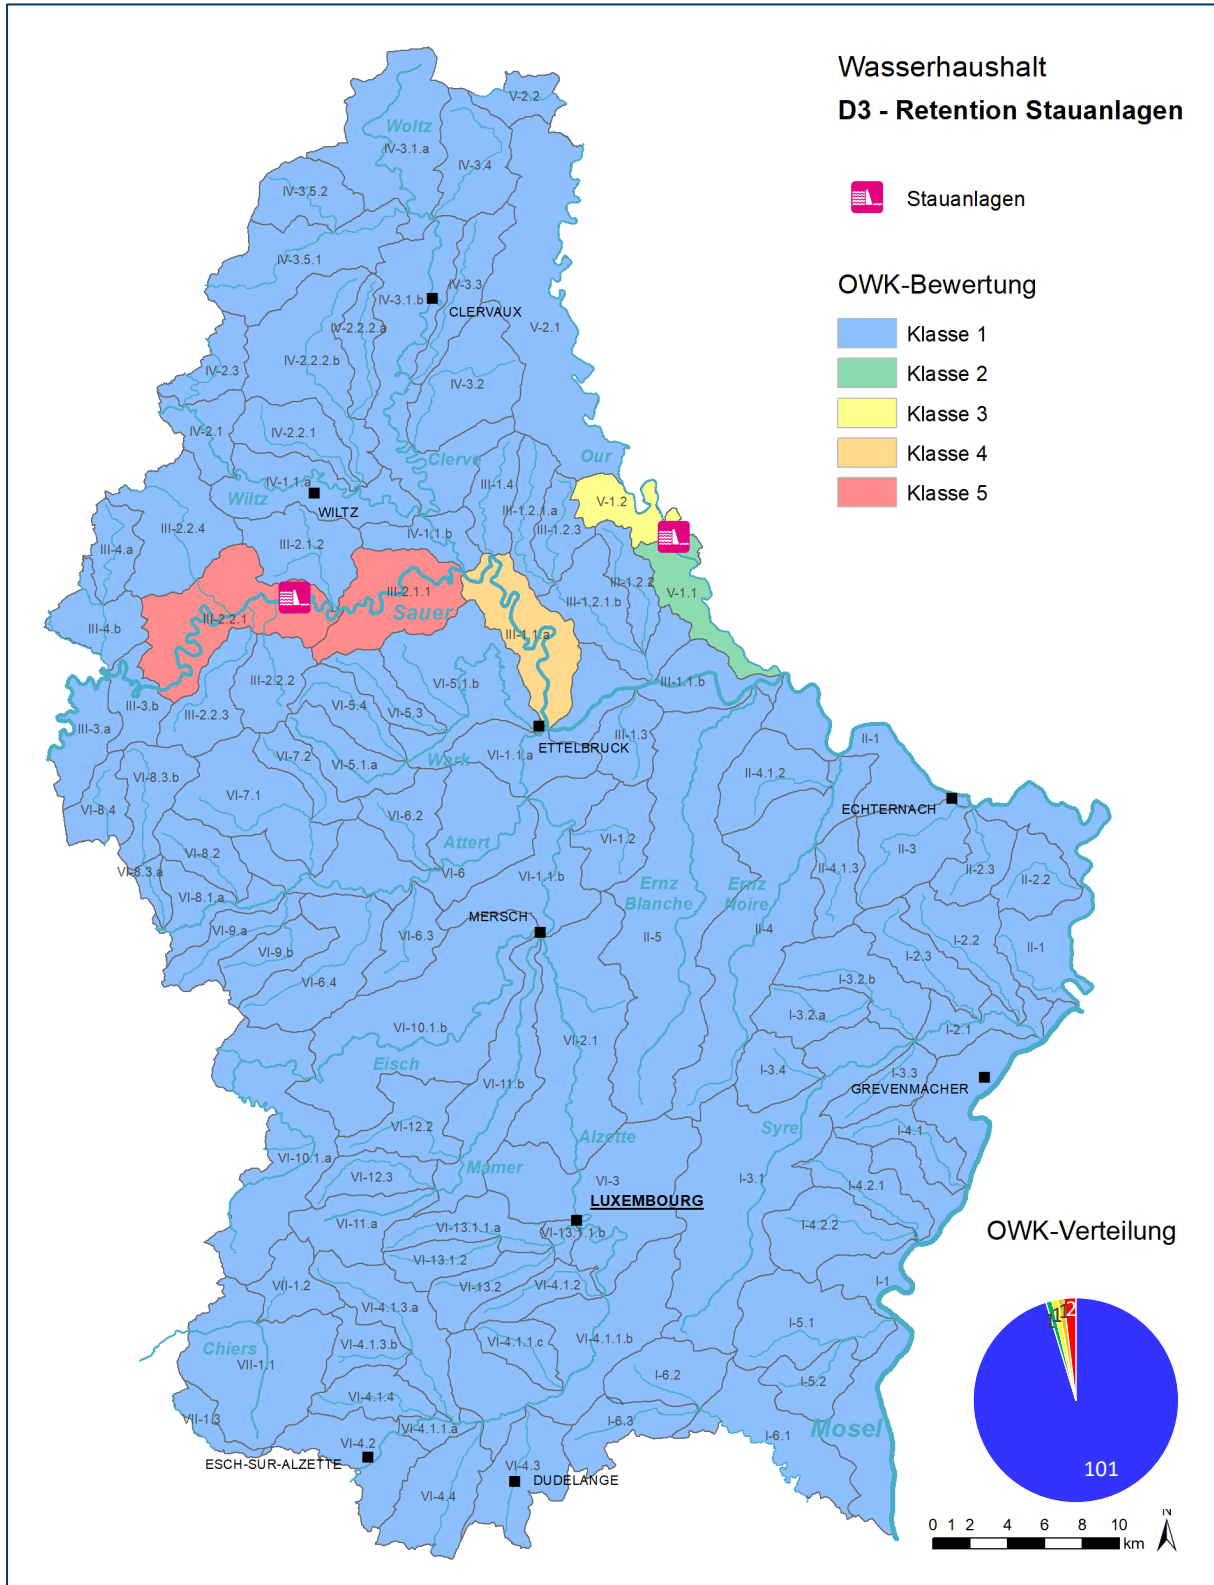 Wasserhaushalt
D3 - Retention Stauanlagen
Stauanlagen
OWK-Bewertung
Klasse 1
Klasse 2
Klasse 3
Klasse 4
Klasse 5
V-2.2
Woltz
IV-3.1.a
IV-3.4
IV-3.5.2
IV-3.5.1
IV-3.3
IV-3.1.b
CLERVAUX
V-2.1
IV-2.2.2.a
IV-2.2.2.b
IV-2.3
IV-3.2
IV-2.1
IV-2.2.1
Clerve
Our
IV-1.1.a
Wiltz
WILTZ
III-1.4
V-1.2
III-1.2.1.a
III-2.2.4
III-1.2.3
IV-1.1.b
III-4.a
III-2.1.2
III-1.2.2
V-1.1
III-2.1.1
III-1.2.1.b
Sauer
III-2.2.1
III-4.b
III-1.1.a
III-2.2.2
VI-5.1.b
III-1.1.b
III-3.b
III-2.2.3
VI-5.4
VI-5.3
III-3.a
ETTELBRUCK
III-1.3
II-1
VI-7.2
VI-5.1.a
Wark
VI-1.1.a
VI-8.3.b
II-4.1.2
VI-7.1
ECHTERNACH
VI-8.4
VI-6.2
Attert
VI-1.2
II-3
VI-8.2
VI-8.3.a
VI-6
VI-1.1.b
II-4.1.3
II-2.3
II-2.2
VI-8.1.a
Ernz
Blanche
Ernz
Noire
MERSCH
VI-9.a
VI-6.3
II-5
II-4
I-2.2
II-1
VI-9.b
I-2.3
VI-6.4
I-3.2.b
I-3.2.a
VI-10.1.b
I-2.1
VI-2.1
Eisch
I-3.4
I-3.3
VI-11.b
GREVENMACHER
VI-12.2
Alzette
Syre
I-4.1
VI-10.1.a
Mamer
VI-12.3
VI-3
I-3.1
I-4.2.1
LUXEMBOURG
VI-11.a
VI-13.1.1.a
VI-13.1.1.b
I-4.2.2
OWK-Verteilung
VI-13.1.2
VII-1.2
VI-13.2
VI-4.1.2
I-1
VI-4.1.3.a
I-5.1
Chiers
VI-4.1.3.b
VI-4.1.1.c
VI-4.1.1.b
VII-1.1
I-6.2
I-5.2
VI-4.1.4
VII-1.3
VI-4.1.1.a
I-6.3
Mosel
I-6.1
VI-4.2
ESCH-SUR-ALZETTE
VI-4.3
DUDELANGE
VI-4.4
1
1
1
2
101
0 1 2 4 6 8 10
km
N